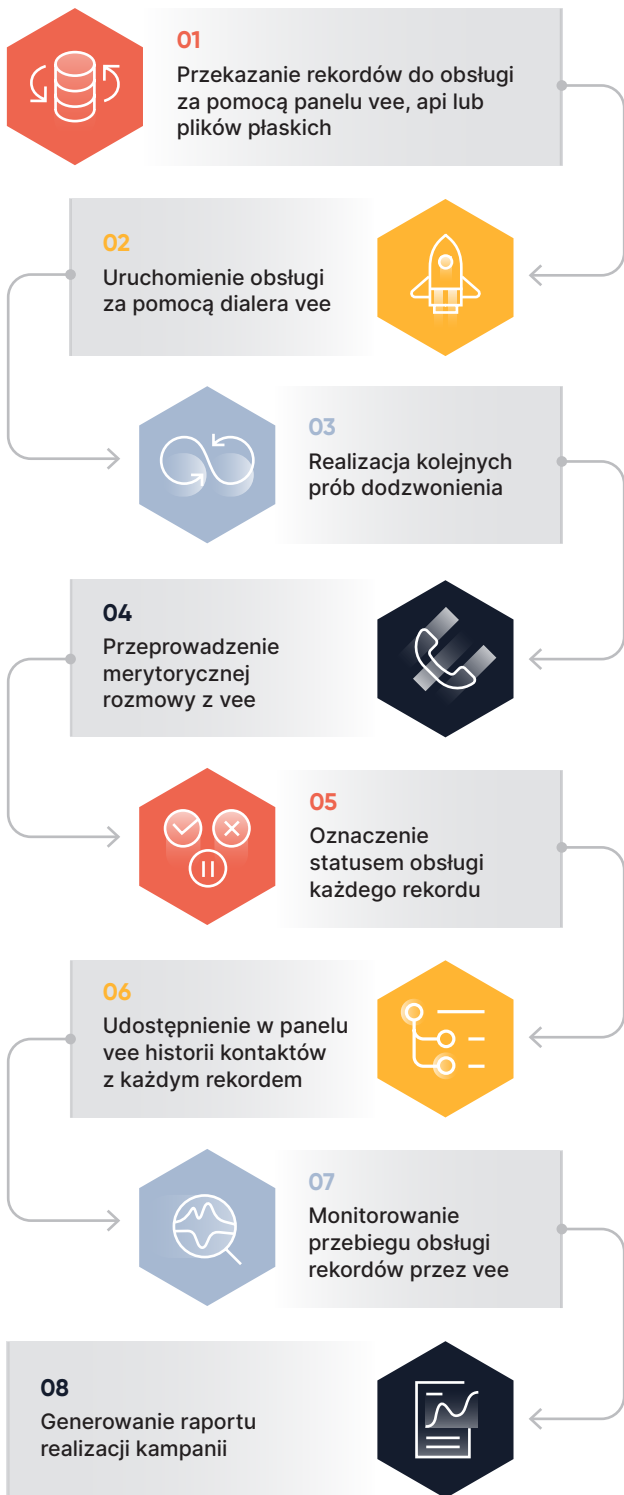 01
Przekazanie rekordów do obsługi
za pomocą panelu vee, api lub
plików płaskich
02
Uruchomienie obsługi
za pomocą dialera vee
03
Realizacja kolejnych
prób dodzwonienia
04
Przeprowadzenie
merytorycznej
rozmowy z vee
05
Oznaczenie
statusem obsługi
każdego rekordu
06
Udostępnienie w panelu
vee historii kontaktów
z każdym rekordem
07
Monitorowanie
przebiegu obsługi
rekordów przez vee
08
Generowanie raportu
realizacji kampanii